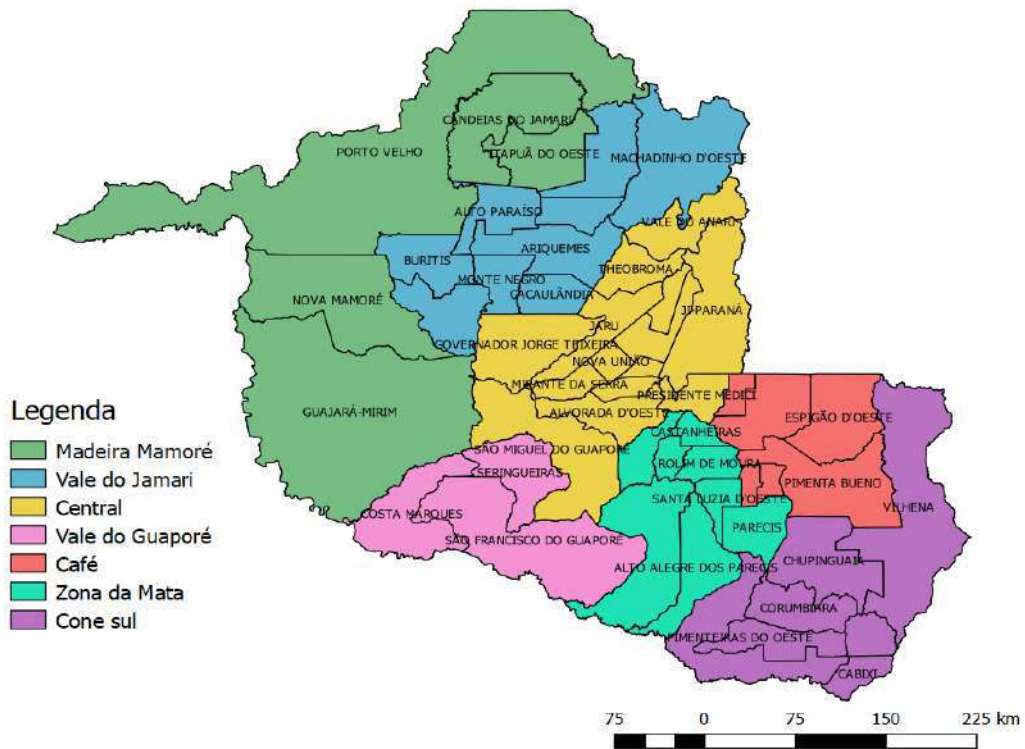 CANDEIAS DO JAMARI
PORTO VELHO
ITAPUÃ DO OESTE
MACHADINHO D'OESTE
ALTO PARAÍSO
VALE DO ANARI
ARIQUEMES
BURITIS
THEOBROMA
MONTE NEGRO
CACAULÂNDIA
NOVA MAMORÉ
JI-PARANÁ
JARU
GOVERNADOR JORGE TEIXEIRA
NOVA UNIÃO
MIRANTE DA SERRA
PRESIDENTE MÉDICI
GUAJARÁ-MIRIM
ALVORADA D'OESTE
ESPIGÃO D'OESTE
CASTANHEIRAS
SÃO MIGUEL DO GUAPORÉ
ROLIM DE MOURA
SERINGUEIRAS
PIMENTA BUENO
SANTA LUZIA D'OESTE
VILHENA
COSTA MARQUES
PARECIS
SÃO FRANCISCO DO GUAPORÉ
CHUPINGUAIA
ALTO ALEGRE DOS PARECIS
CORUMBIARA
PIMENTEIRAS DO OESTE
CABIXI
Legenda
Madeira Mamoré
Vale do Jamari
Central
Vale do Guaporé
Café
Zona da Mata
Cone sul
75 0 75 150 225 km